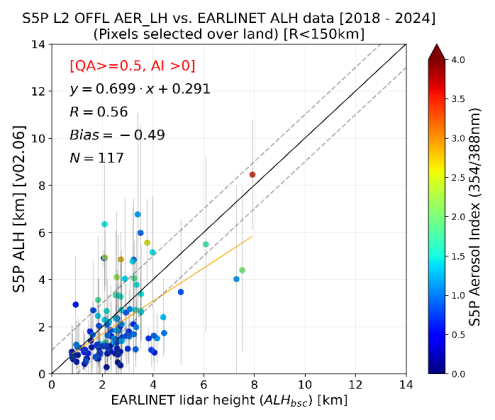 S5P L2 OFFL AER_LH vs. EARLINET ALH data [2018 - 2024]
(Pixels selected over land) [R<150km]
[QA>=0.5, AI >0]
y = 0.699 · x + 0.291
R = 0.56
Bias = −0.49
N = 117
S5P ALH [km] [v02.06]
14
12
10
8
6
4
2
0
0 2 4 6 8 10 12 14
EARLINET lidar height (ALHbsc) [km]
4.0
3.5
3.0
2.5
2.0
1.5
1.0
0.5
0.0
S5P Aerosol Index (354/388nm)